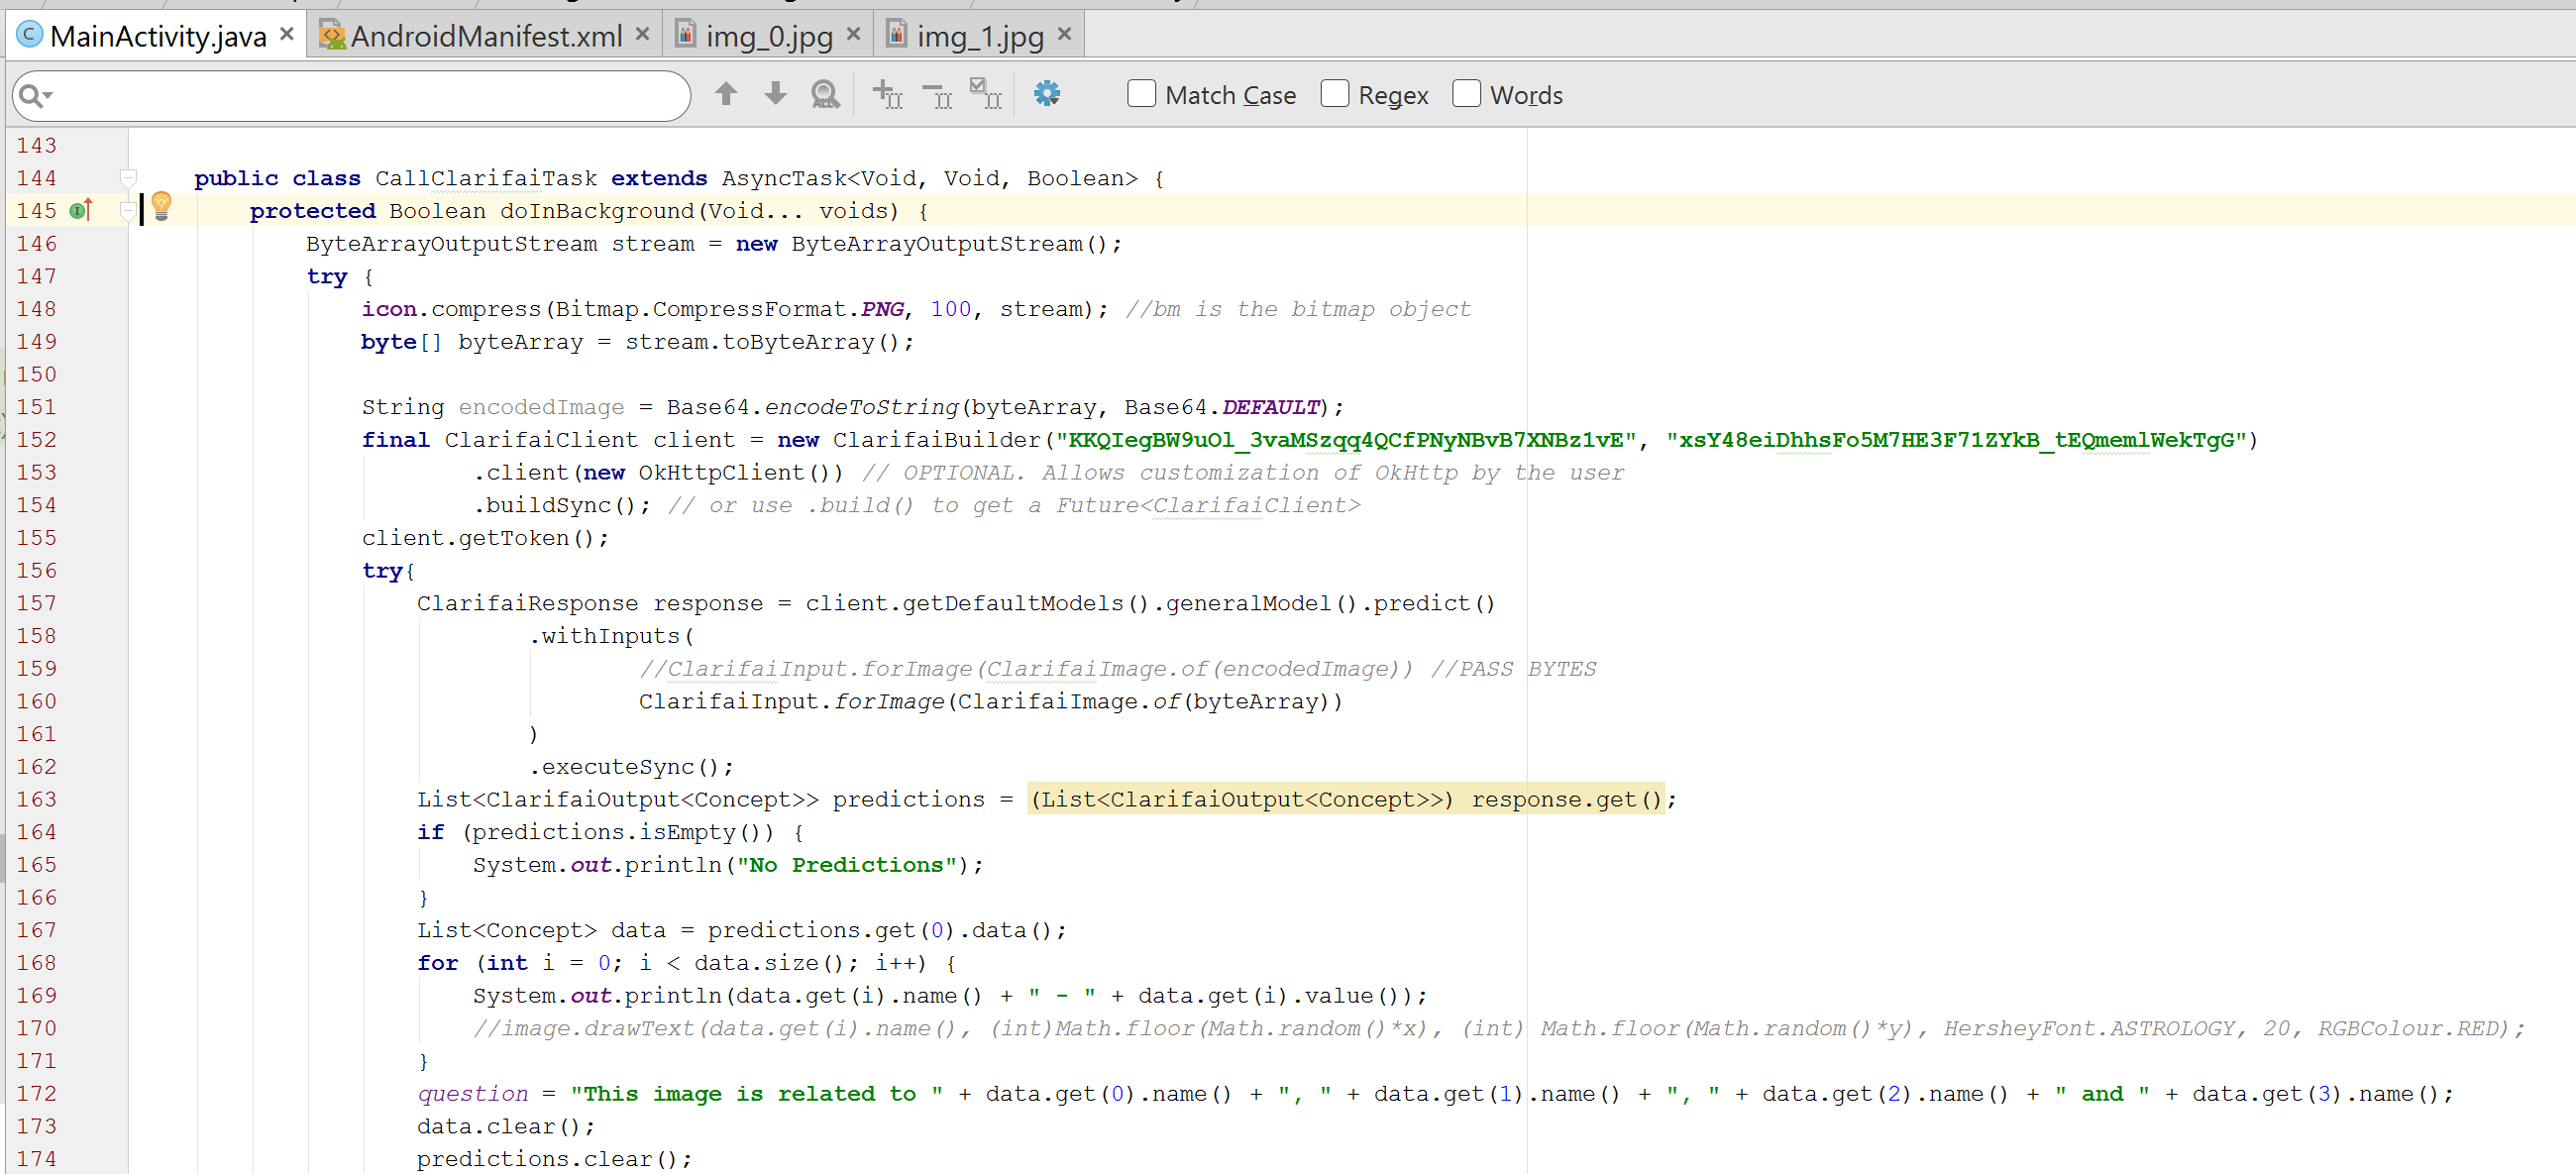 MainActivity.java × AndroidManifest.xml × img_0.jpg × img_1.jpg ×
Match Case Regex Words
143
144 public class CallClarifaiTask extends AsyncTask<Void, Void, Boolean> {
145 protected Boolean doInBackground(Void... voids) {
146 ByteArrayOutputStream stream = new ByteArrayOutputStream();
147 try {
148 icon.compress(Bitmap.CompressFormat.PNG, 100, stream); //bm is the bitmap object
149 byte[] byteArray = stream.toByteArray();
150
151 String encodedImage = Base64.encodeToString(byteArray, Base64.DEFAULT);
152 final ClarifaiClient client = new ClarifaiBuilder("KKQIegBW9uOl_3vaMSzqq4QCfPNyNBvB7XNBz1vE", "xsY48eiDhhsFo5M7HE3F71ZYkB_tEQmemlWekTgG")
153 .client(new OkHttpClient()) // OPTIONAL. Allows customization of OkHttp by the user
154 .buildSync(); // or use .build() to get a Future<ClarifaiClient>
155 client.getToken();
156 try{
157 ClarifaiResponse response = client.getDefaultModels().generalModel().predict()
158 .withInputs(
159 //ClarifaiInput.forImage(ClarifaiImage.of(encodedImage)) //PASS BYTES
160 ClarifaiInput.forImage(ClarifaiImage.of(byteArray))
161 )
162 .executeSync();
163 List<ClarifaiOutput<Concept>> predictions = (List<ClarifaiOutput<Concept>>) response.get();
164 if (predictions.isEmpty()) {
165 System.out.println("No Predictions");
166 }
167 List<Concept> data = predictions.get(0).data();
168 for (int i = 0; i < data.size(); i++) {
169 System.out.println(data.get(i).name() + " - " + data.get(i).value());
170 //image.drawText(data.get(i).name(), (int)Math.floor(Math.random()*x), (int) Math.floor(Math.random()*y), HersheyFont.ASTROLOGY, 20, RGBColour.RED);
171 }
172 question = "This image is related to " + data.get(0).name() + ", " + data.get(1).name() + ", " + data.get(2).name() + " and " + data.get(3).name();
173 data.clear();
174 predictions.clear();